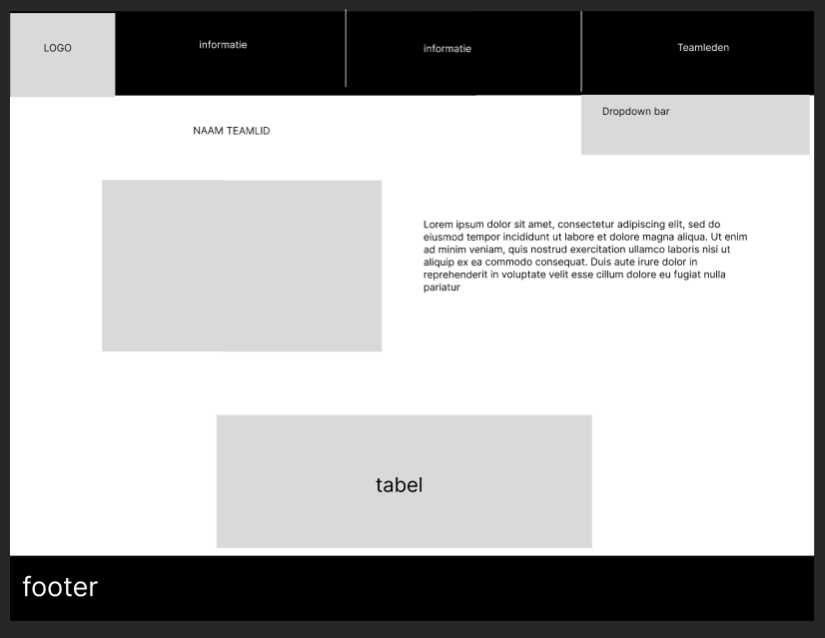 LOGO
informatie
informatie
Teamleden
Dropdown bar
NAAM TEAMLID
Lorem ipsum dolor sit amet, consectetur adipiscing elit, sed do
eiusmod tempor incididunt ut labore et dolore magna aliqua. Ut enim
ad minim veniam, quis nostrud exercitation ullamco laboris nisi ut
aliquip ex ea commodo consequat. Duis aute irure dolor in
reprehenderit in voluptate velit esse cillum dolore eu fugiat nulla
pariatur
tabel
footer